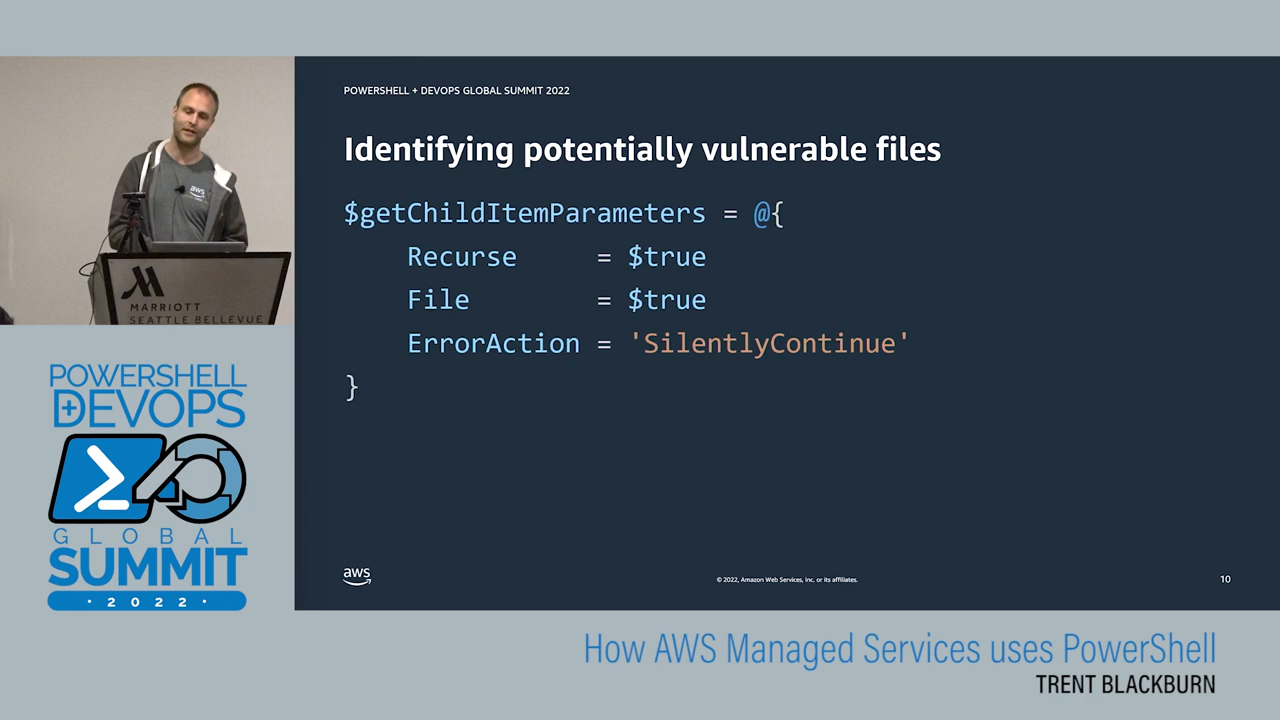 POWERSHELL + DEVOPS GLOBAL SUMMIT 2022
Identifying potentially vulnerable files
$getChildItemParameters = @{
    Recurse     = $true
    File        = $true
    ErrorAction = 'SilentlyContinue'
}
aws
© 2022, Amazon Web Services, Inc. or its affiliates.
10
aws
MARRIOTT
SEATTLE BELLEVUE
POWERSHELL
+DEVOPS
GLOBAL
SUMMIT
· 2022 ·
How AWS Managed Services uses PowerShell
TRENT BLACKBURN